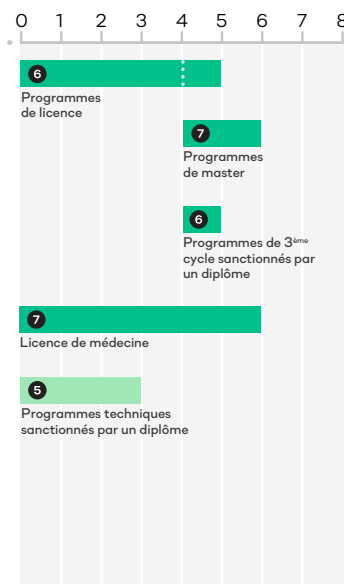 0 1 2 3 4 5 6 7 8
6
Programmes
de licence
7
Programmes
de master
6
Programmes de 3ème
cycle sanctionnés par
un diplôme
7
Licence de médecine
5
Programmes techniques
sanctionnés par un diplôme